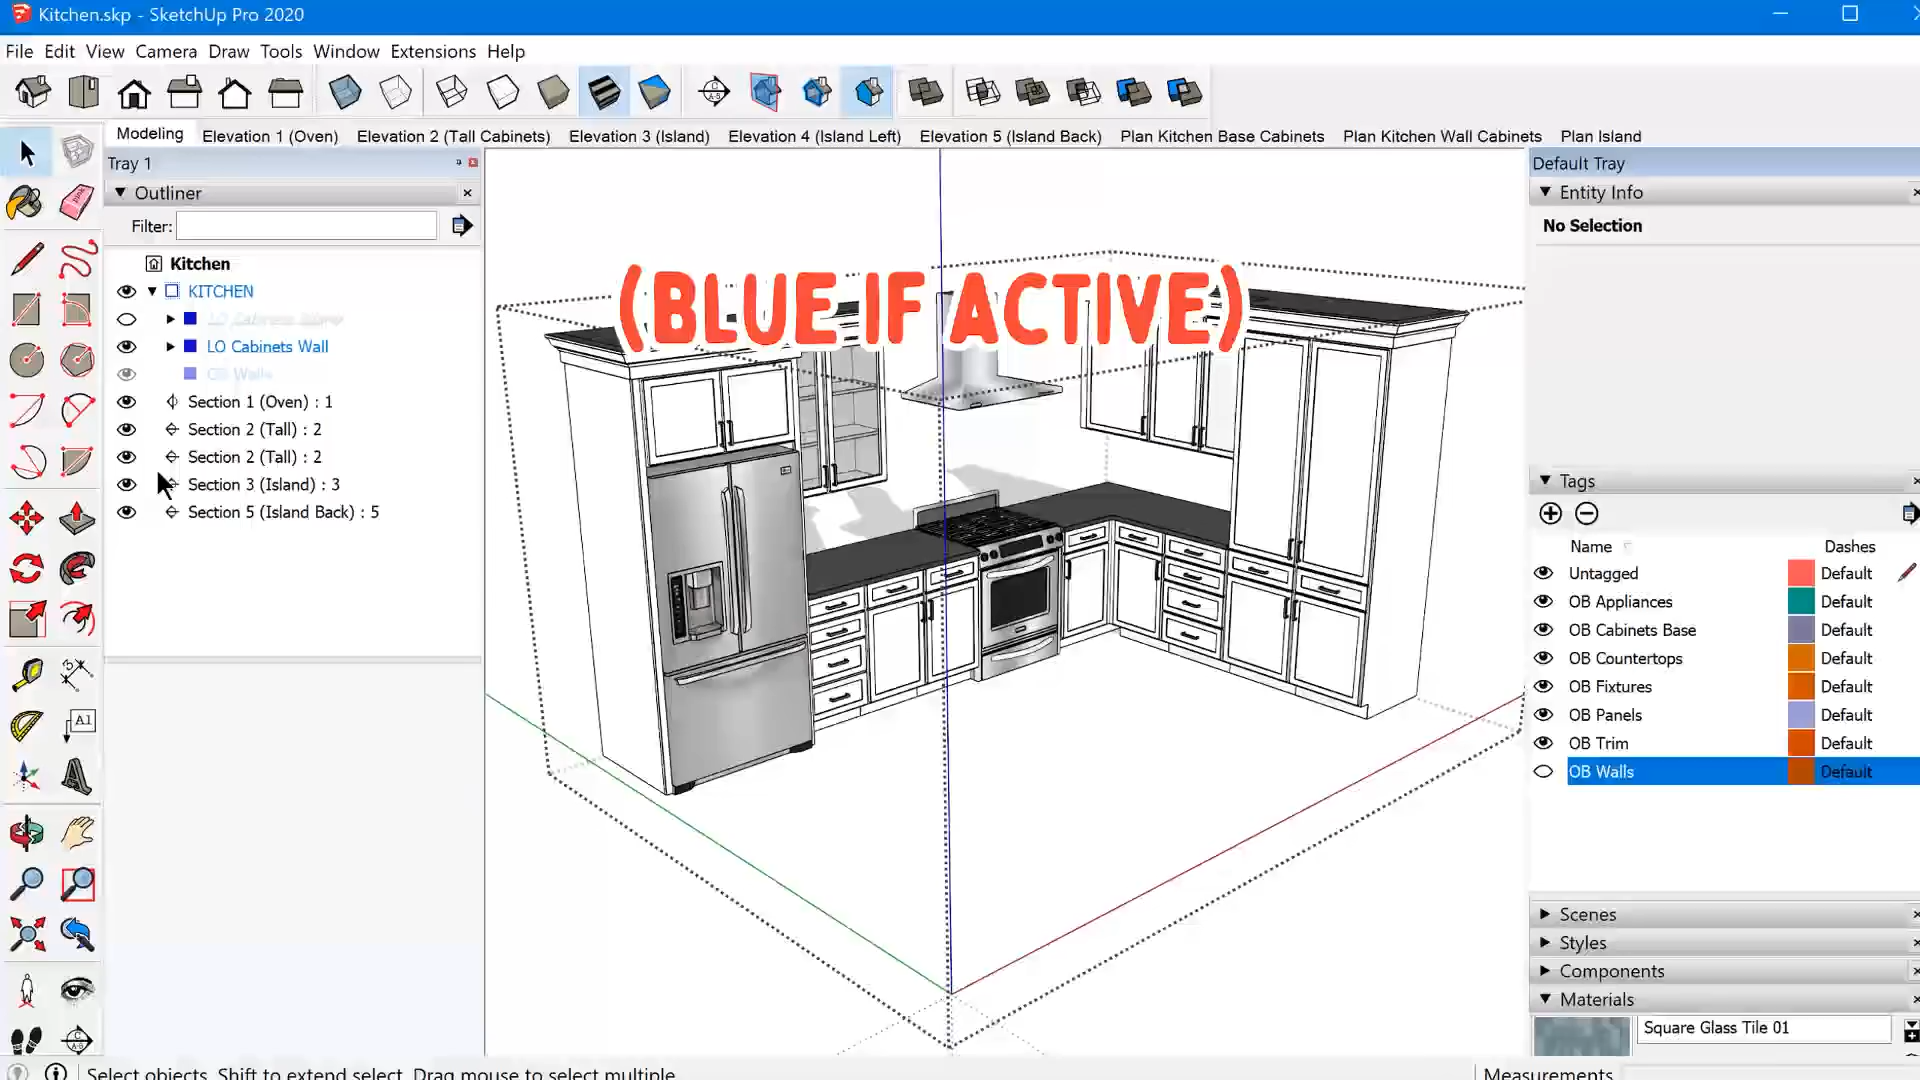 Kitchen.skp - SketchUp Pro 2020
File Edit View Camera Draw Tools Window Extensions Help
Modeling Elevation 1 (Oven) Elevation 2 (Tall Cabinets) Elevation 3 (Island) Elevation 4 (Island Left) Elevation 5 (Island Back) Plan Kitchen Base Cabinets Plan Kitchen Wall Cabinets Plan Island
Tray 1
Outliner
Filter:
Kitchen
KITCHEN
LO Cabinets Wall
OB Walls
Section 1 (Oven) : 1
Section 2 (Tall) : 2
Section 2 (Tall) : 2
Section 3 (Island) : 3
Section 5 (Island Back) : 5
(BLUE IF ACTIVE)
Default Tray
Entity Info
No Selection
Tags
Name Dashes
Untagged Default
OB Appliances Default
OB Cabinets Base Default
OB Countertops Default
OB Fixtures Default
OB Panels Default
OB Trim Default
OB Walls Default
Scenes
Styles
Components
Materials
Square Glass Tile 01
Select objects. Shift to extend select. Drag mouse to select multiple.
Measurements